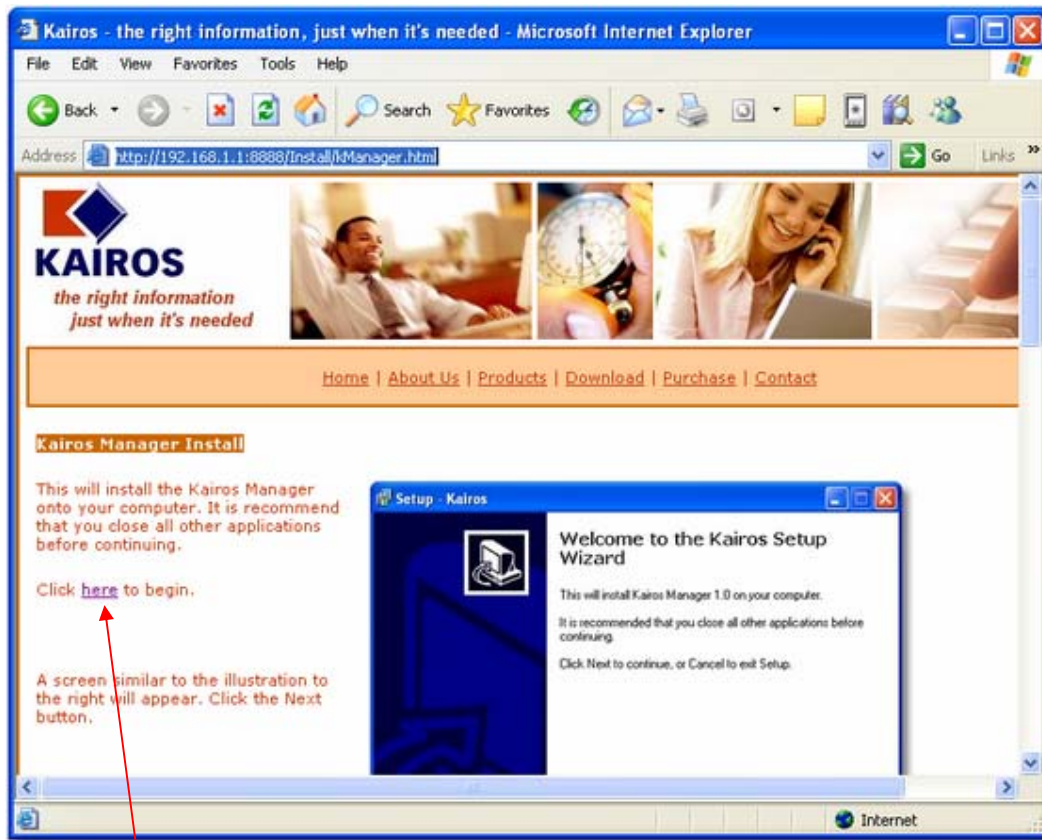 Kairos - the right information, just when it's needed - Microsoft Internet Explorer
File Edit View Favorites Tools Help
Back Search Favorites
Address http://192.168.1.1:8888/Install/kManager.html Go Links »
KAIROS
the right information
just when it's needed
Home | About Us | Products | Download | Purchase | Contact
Kairos Manager Install
This will install the Kairos Manager
onto your computer. It is recommend
that you close all other applications
before continuing.
Click here to begin.
A screen similar to the illustration to
the right will appear. Click the Next
button.
Setup - Kairos
Welcome to the Kairos Setup
Wizard
This will install Kairos Manager 1.0 on your computer.
It is recommended that you close all other applications before
continuing.
Click Next to continue, or Cancel to exit Setup.
Internet